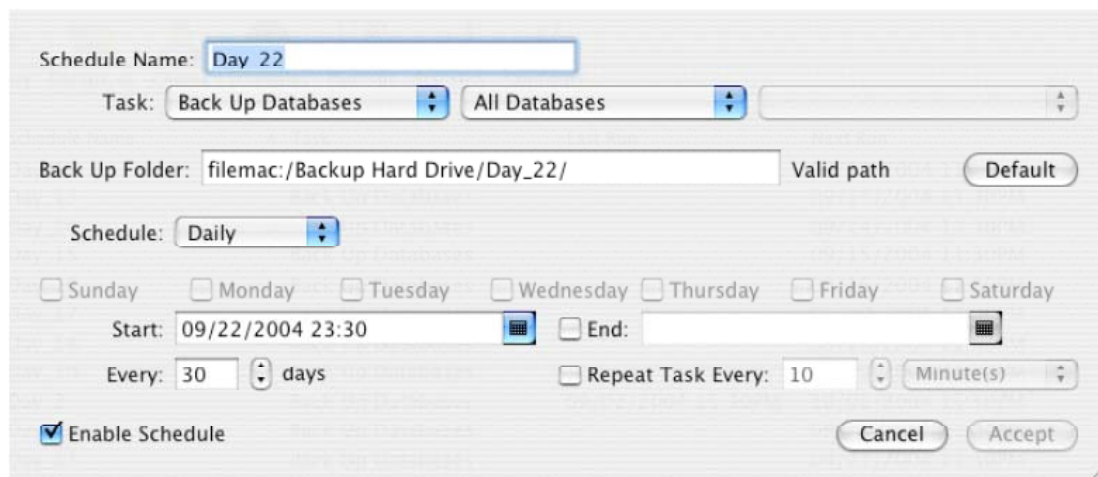 Schedule Name: Day_22
Task: Back Up Databases All Databases
Back Up Folder: filemac:/Backup Hard Drive/Day_22/ Valid path Default
Schedule: Daily
Sunday Monday Tuesday Wednesday Thursday Friday Saturday
Start: 09/22/2004 23:30 End:
Every: 30 days Repeat Task Every: 10 Minute(s)
Enable Schedule Cancel Accept